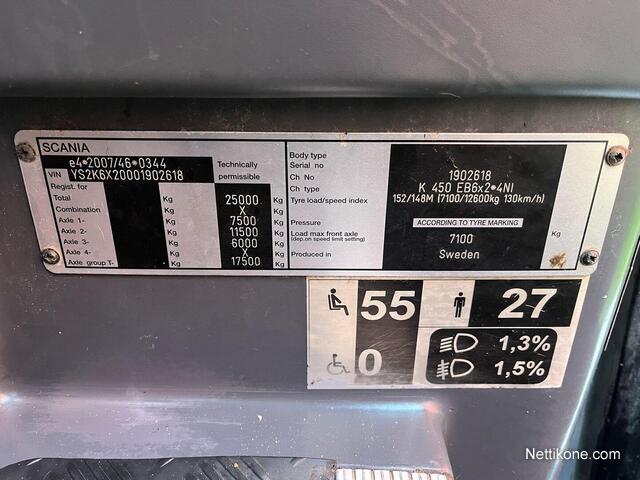 SCANIA
e4*2007/46*0344
VIN YS2K6X20001902618
Technically permissible
Regist. for
Total Kg 25000 Kg
Combination Kg X Kg
Axle 1- Kg 7500 Kg
Axle 2- Kg 11500 Kg
Axle 3- Kg 6000 Kg
Axle 4- Kg X Kg
Axle group T- Kg 17500 Kg
Body type
Serial no
Ch No 1902618
Ch type K 450 EB6x2*4NI
Tyre load/speed index 152/148M (7100/12600kg 130km/h)
Pressure ACCORDING TO TYRE MARKING
Load max front axle 7100 Kg
(dep.on speed limit setting)
Produced in Sweden
55 27
0
1,3%
1,5%
Nettikone.com